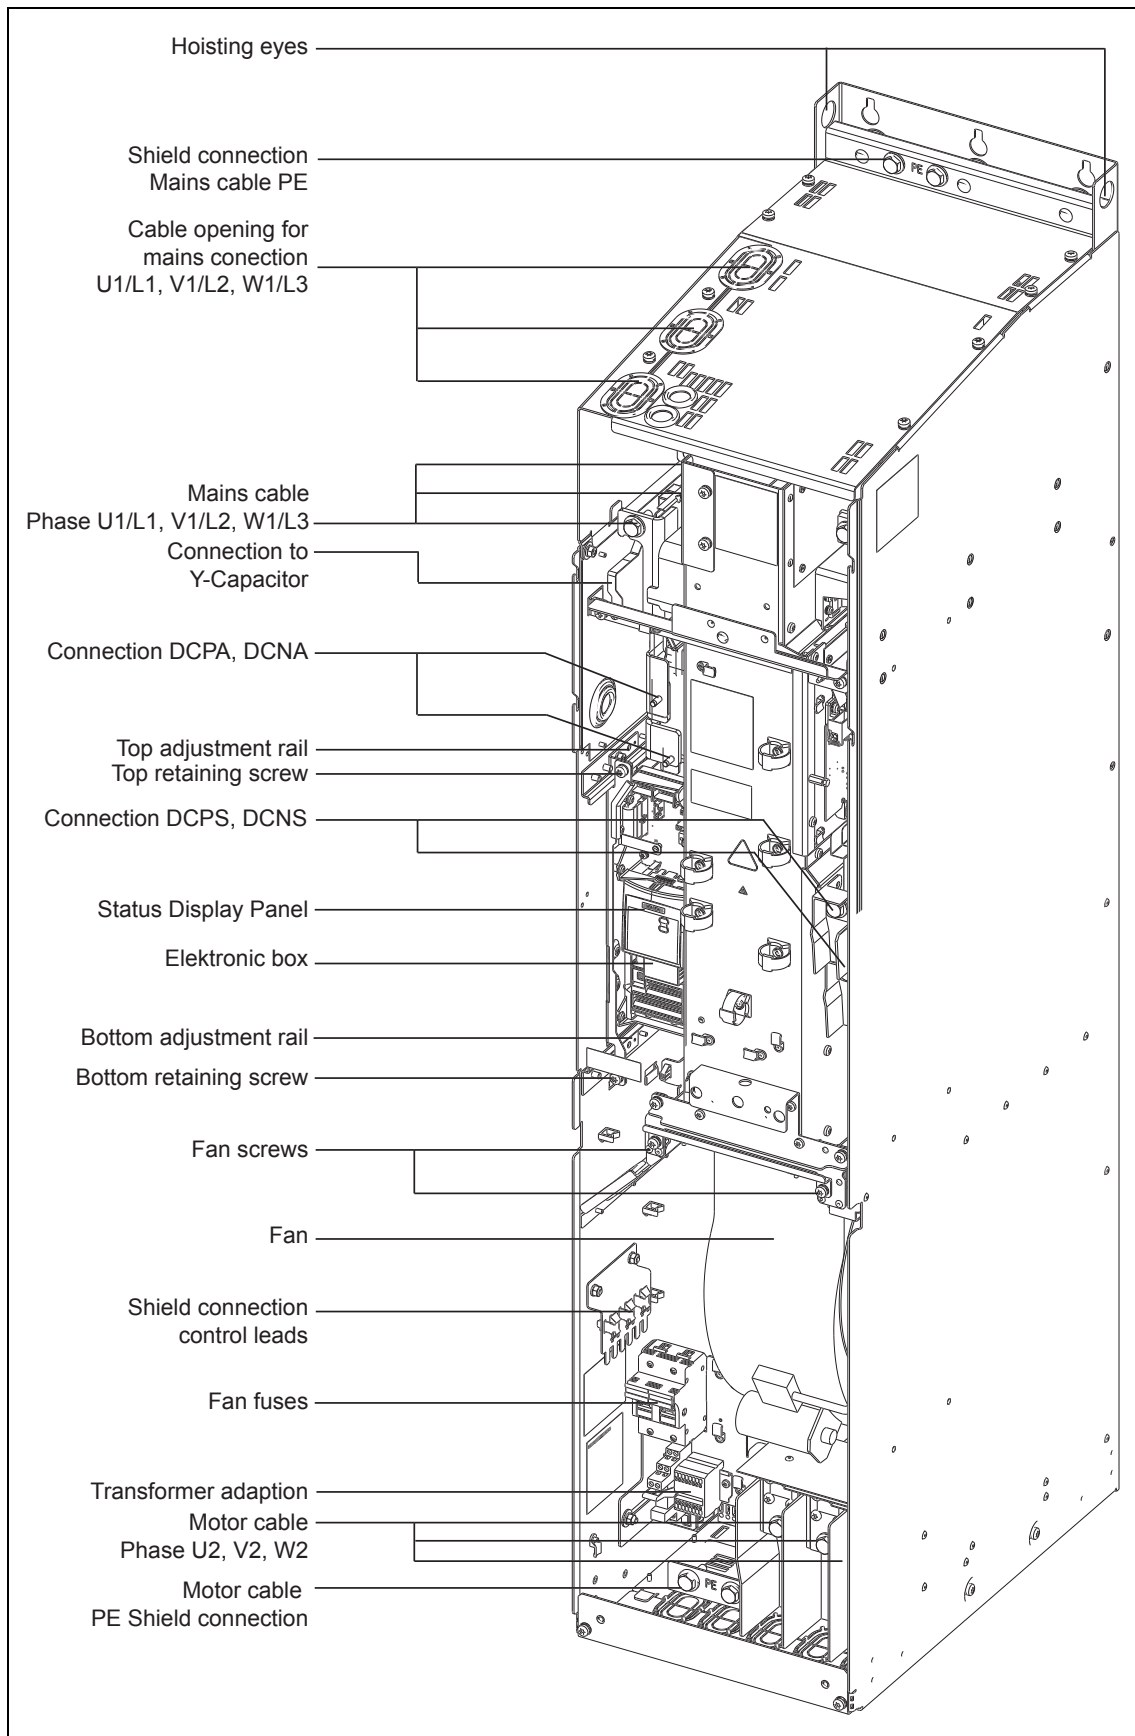 Hoisting eyes
Shield connection
Mains cable PE
Cable opening for
mains conection
U1/L1, V1/L2, W1/L3
Mains cable
Phase U1/L1, V1/L2, W1/L3
Connection to
Y-Capacitor
Connection DCPA, DCNA
Top adjustment rail
Top retaining screw
Connection DCPS, DCNS
Status Display Panel
Elektronic box
Bottom adjustment rail
Bottom retaining screw
Fan screws
Fan
Shield connection
control leads
Fan fuses
Transformer adaption
Motor cable
Phase U2, V2, W2
Motor cable
PE Shield connection
PE
PE